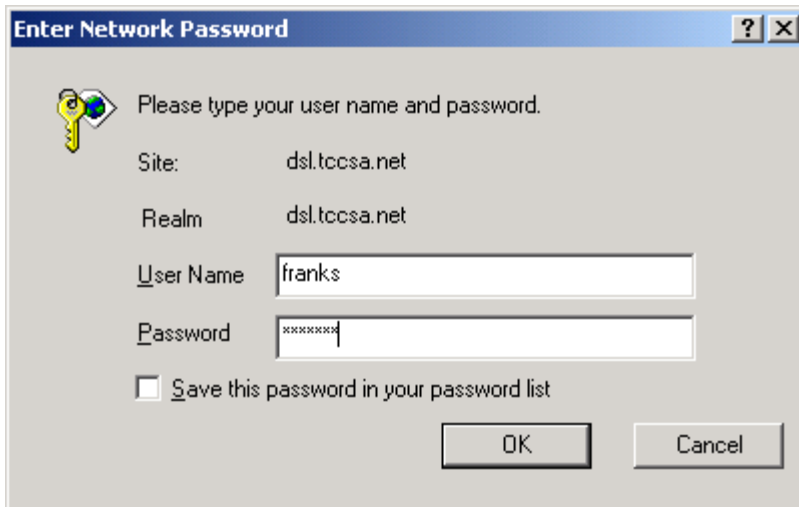 Enter Network Password
Please type your user name and password.
Site: dsl.tccsa.net
Realm dsl.tccsa.net
User Name franks
Password *******
Save this password in your password list
OK Cancel